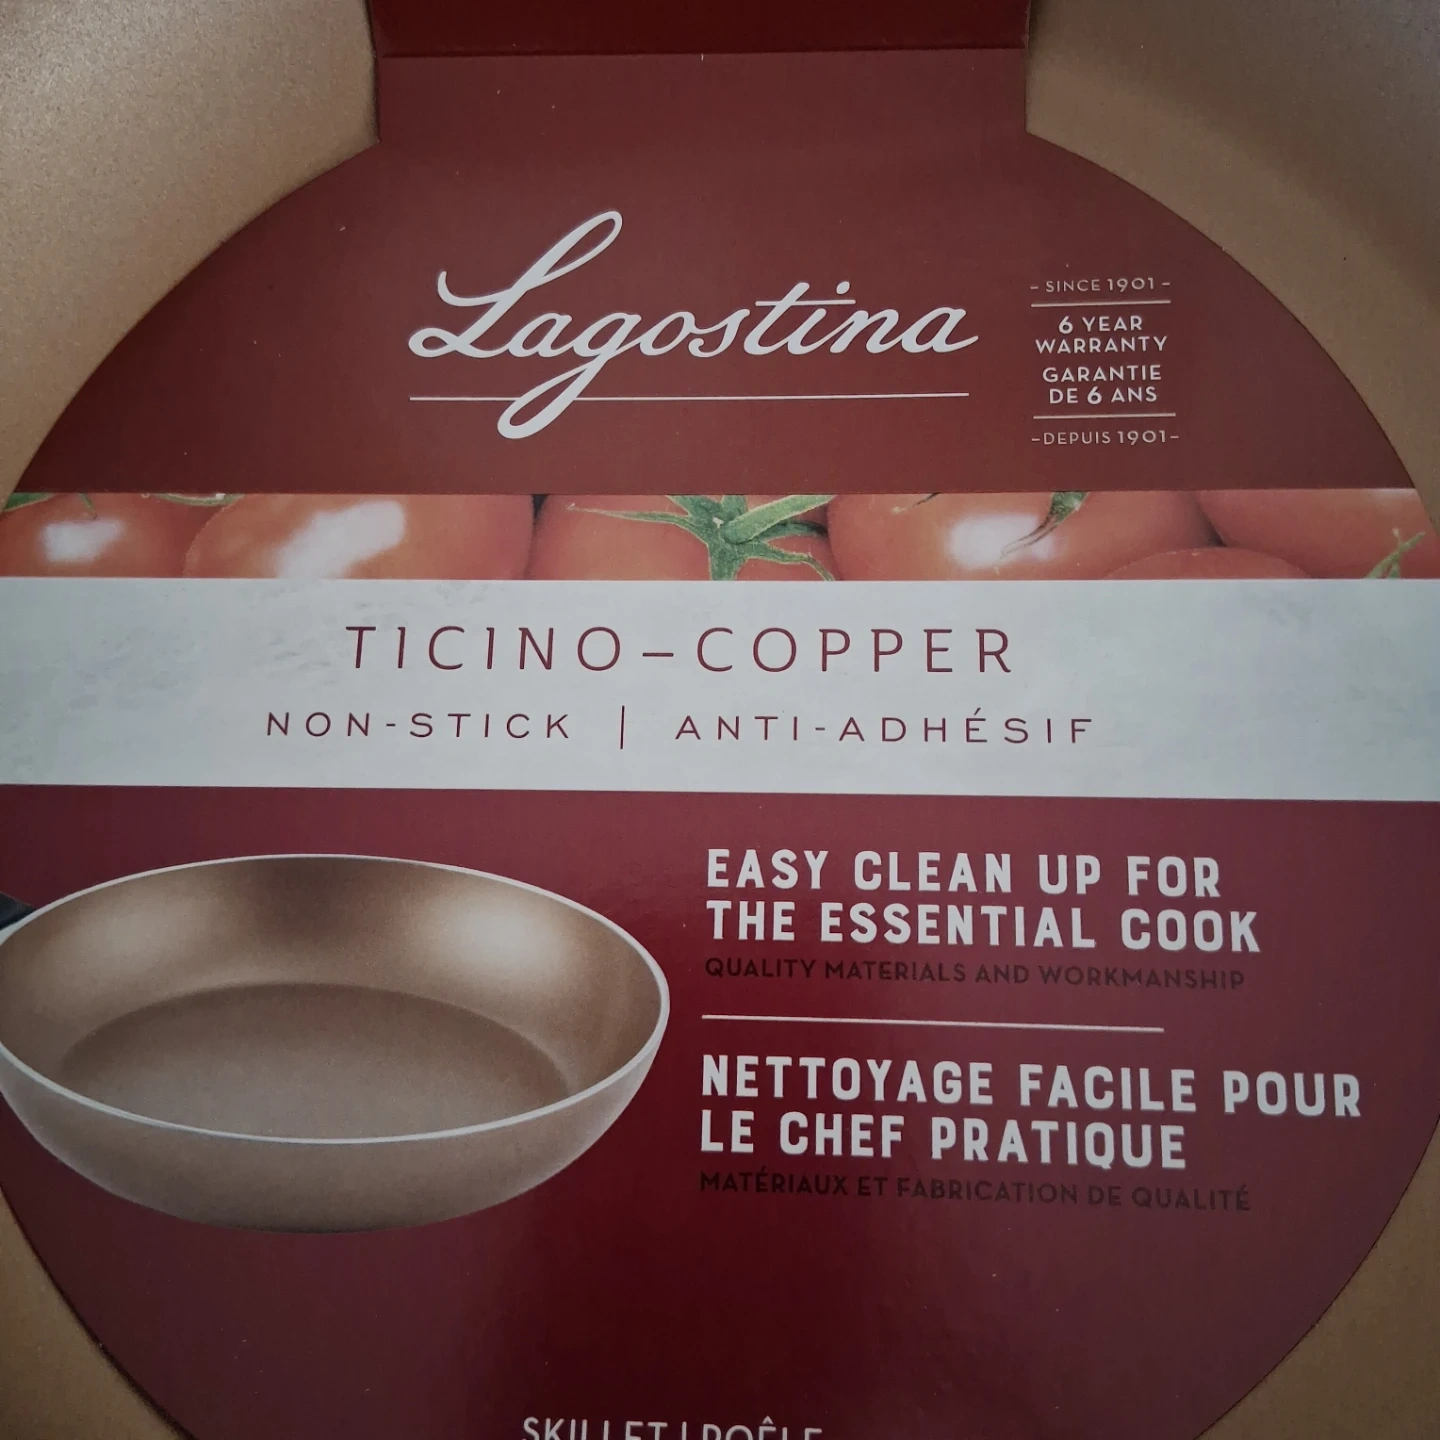 Lagostina
- SINCE 1901 -
6 YEAR
WARRANTY
GARANTIE
DE 6 ANS
-DEPUIS 1901-
TICINO-COPPER
NON-STICK | ANTI-ADHÉSIF
EASY CLEAN UP FOR
THE ESSENTIAL COOK
QUALITY MATERIALS AND WORKMANSHIP
NETTOYAGE FACILE POUR
LE CHEF PRATIQUE
MATÉRIAUX ET FABRICATION DE QUALITÉ
SKILLET | POÊLE